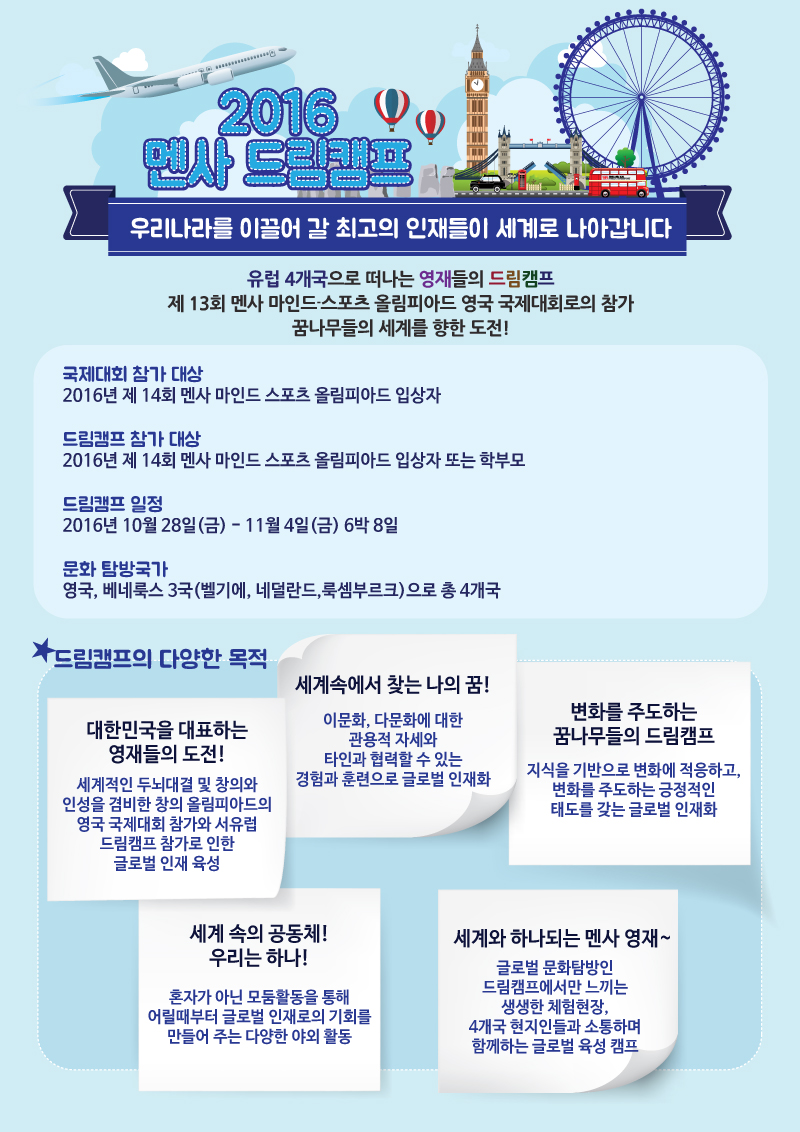 2016
멘사 드림캠프
우리나라를 이끌어 갈 최고의 인재들이 세계로 나아갑니다
유럽 4개국으로 떠나는 영재들의 드림캠프
제 13회 멘사 마인드-스포츠 올림피아드 영국 국제대회로의 참가
꿈나무들의 세계를 향한 도전!
국제대회 참가 대상
2016년 제 14회 멘사 마인드 스포츠 올림피아드 입상자
드림캠프 참가 대상
2016년 제 14회 멘사 마인드 스포츠 올림피아드 입상자 또는 학부모
드림캠프 일정
2016년 10월 28일(금) - 11월 4일(금) 6박 8일
문화 탐방국가
영국, 베네룩스 3국(벨기에, 네덜란드,룩셈부르크)으로 총 4개국
드림캠프의 다양한 목적
대한민국을 대표하는
영재들의 도전!
세계적인 두뇌대결 및 창의와
인성을 겸비한 창의 올림피아드의
영국 국제대회 참가와 서유럽
드림캠프 참가로 인한
글로벌 인재 육성
세계속에서 찾는 나의 꿈!
이문화, 다문화에 대한
관용적 자세와
타인과 협력할 수 있는
경험과 훈련으로 글로벌 인재화
변화를 주도하는
꿈나무들의 드림캠프
지식을 기반으로 변화에 적응하고,
변화를 주도하는 긍정적인
태도를 갖는 글로벌 인재화
세계 속의 공동체!
우리는 하나!
혼자가 아닌 모둠활동을 통해
어릴때부터 글로벌 인재로의 기회를
만들어 주는 다양한 야외 활동
세계와 하나되는 멘사 영재~
글로벌 문화탐방인
드림캠프에서만 느끼는
생생한 체험현장,
4개국 현지인들과 소통하며
함께하는 글로벌 육성 캠프